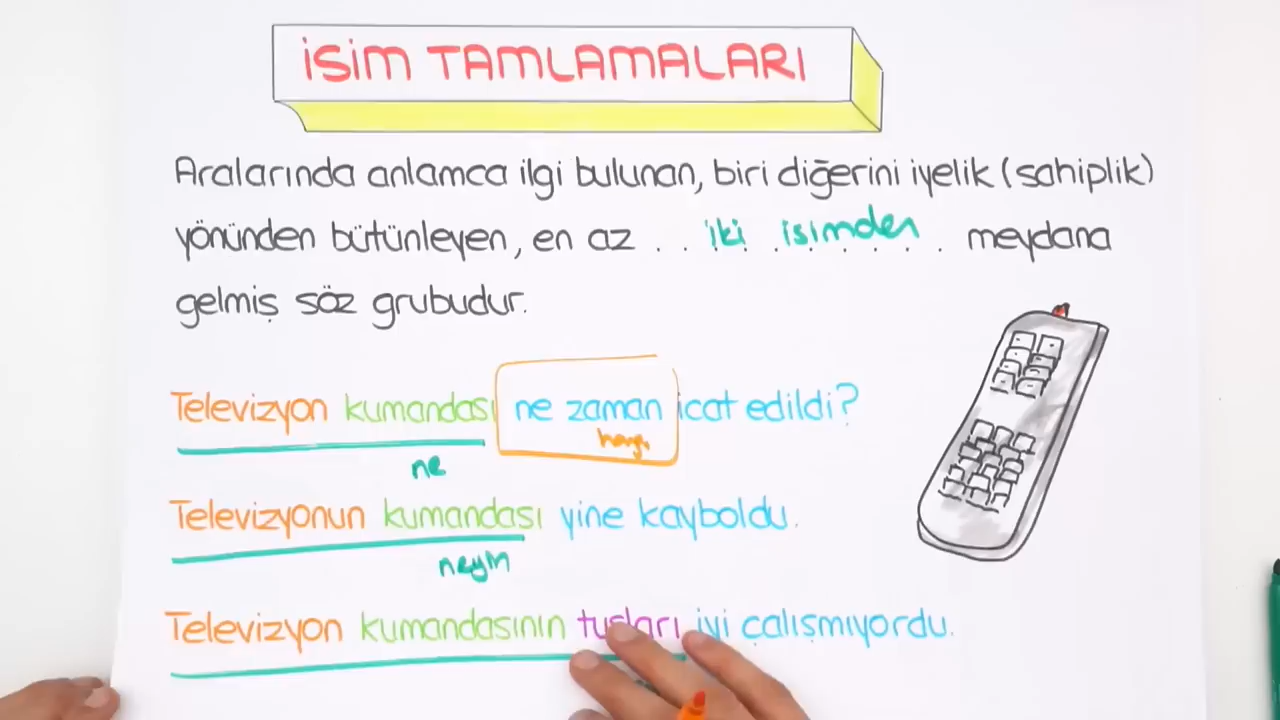 İSİM TAMLAMALARI
Aralarında anlamca ilgi bulunan, biri diğerini iyelik (sahiplik)
yönünden bütünleyen, en az . . iki isimden . meydana
gelmiş söz grubudur.
Televizyon kumandası ne zaman icat edildi?
ne
Televizyonun kumandası yine kayboldu.
neyin
Televizyon kumandasının tuşları iyi çalışmıyordu.